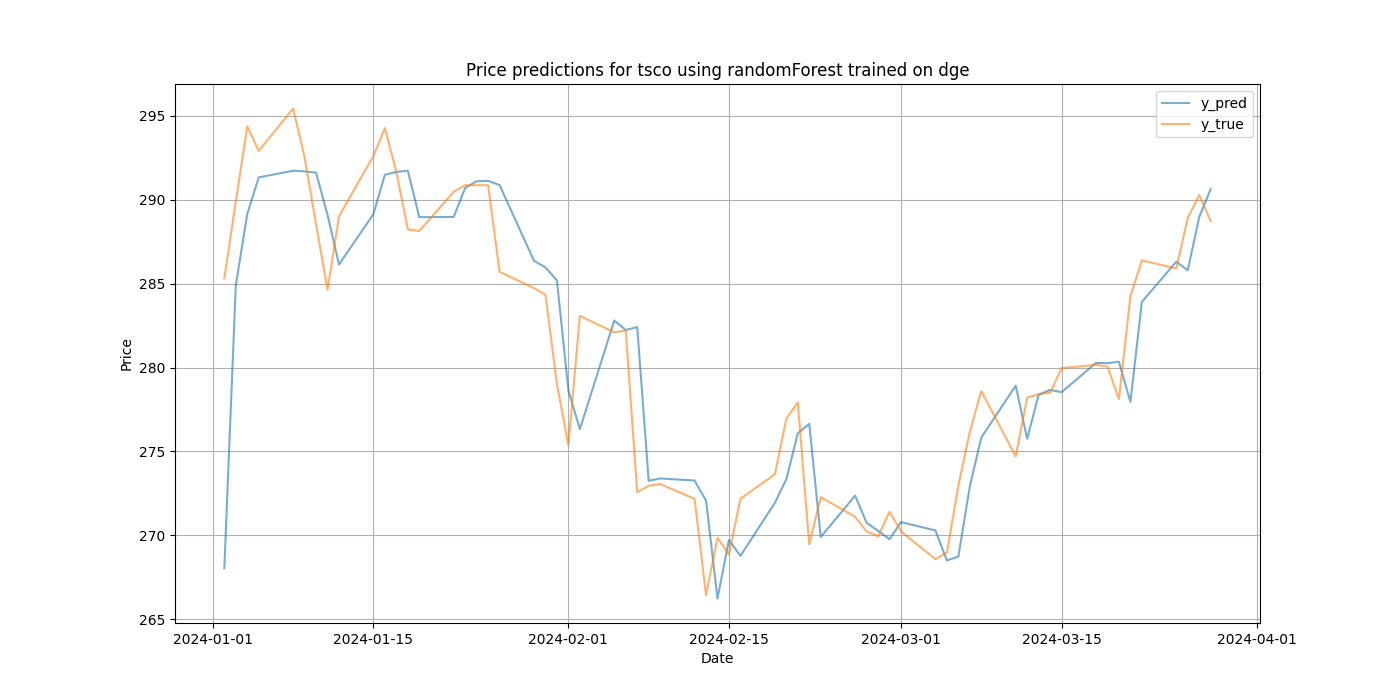 Price predictions for tsco using randomForest trained on dge
y_pred
y_true
Price
295
290
285
280
275
270
265
2024-01-01 2024-01-15 2024-02-01 2024-02-15 2024-03-01 2024-03-15 2024-04-01
Date